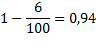 1 − 6/100 = 0,94